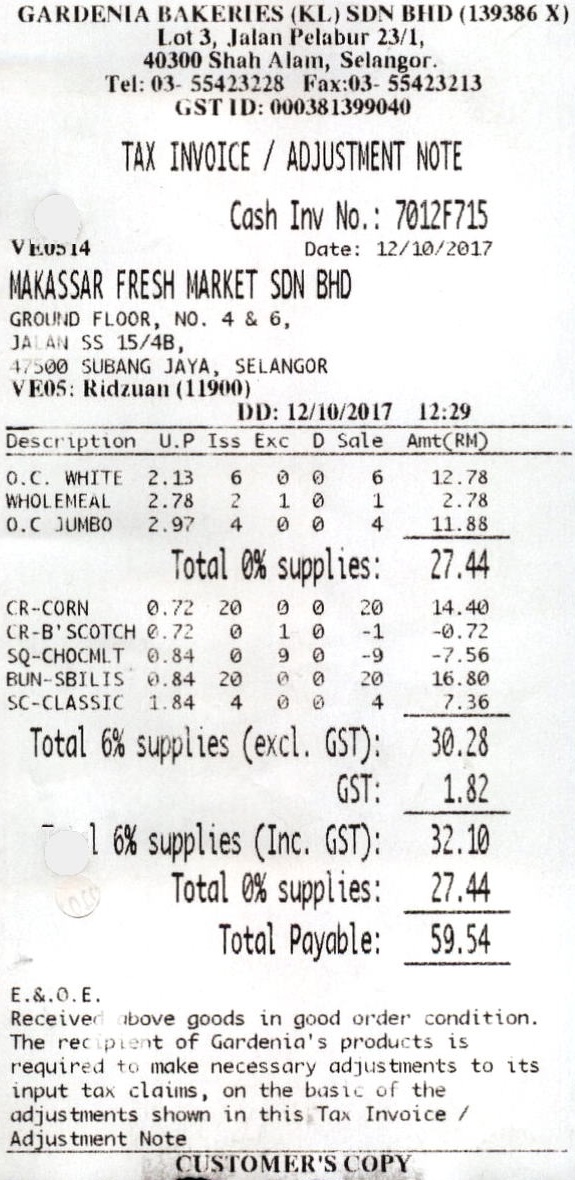 GARDENIA BAKERIES (KL) SDN BHD (139386 X)
Lot 3, Jalan Pelabur 23/1,
40300 Shah Alam, Selangor.
Tel: 03- 55423228 Fax:03- 55423213
GST ID: 000381399040
TAX INVOICE / ADJUSTMENT NOTE
Cash Inv No.: 7012F715
VE0514 Date: 12/10/2017
MAKASSAR FRESH MARKET SDN BHD
GROUND FLOOR, NO. 4 & 6,
JALAN SS 15/4B,
47500 SUBANG JAYA, SELANGOR
VE05: Ridzuan (11900)
DD: 12/10/2017 12:29
Description U.P Iss Exc D Sale Amt(RM)
O.C. WHITE 2.13 6 0 0 6 12.78
WHOLEMEAL 2.78 2 1 0 1 2.78
O.C JUMBO 2.97 4 0 0 4 11.88
Total 0% supplies: 27.44
CR-CORN 0.72 20 0 0 20 14.40
CR-B'SCOTCH 0.72 0 1 0 -1 -0.72
SQ-CHOCMLT 0.84 0 9 0 -9 -7.56
BUN-SBILIS 0.84 20 0 0 20 16.80
SC-CLASSIC 1.84 4 0 0 4 7.36
Total 6% supplies (excl. GST): 30.28
GST: 1.82
Total 6% supplies (Inc. GST): 32.10
Total 0% supplies: 27.44
Total Payable: 59.54
E.&.O.E.
Received above goods in good order condition.
The recipient of Gardenia's products is
required to make necessary adjustments to its
input tax claims, on the basic of the
adjustments shown in this Tax Invoice /
Adjustment Note
CUSTOMER'S COPY